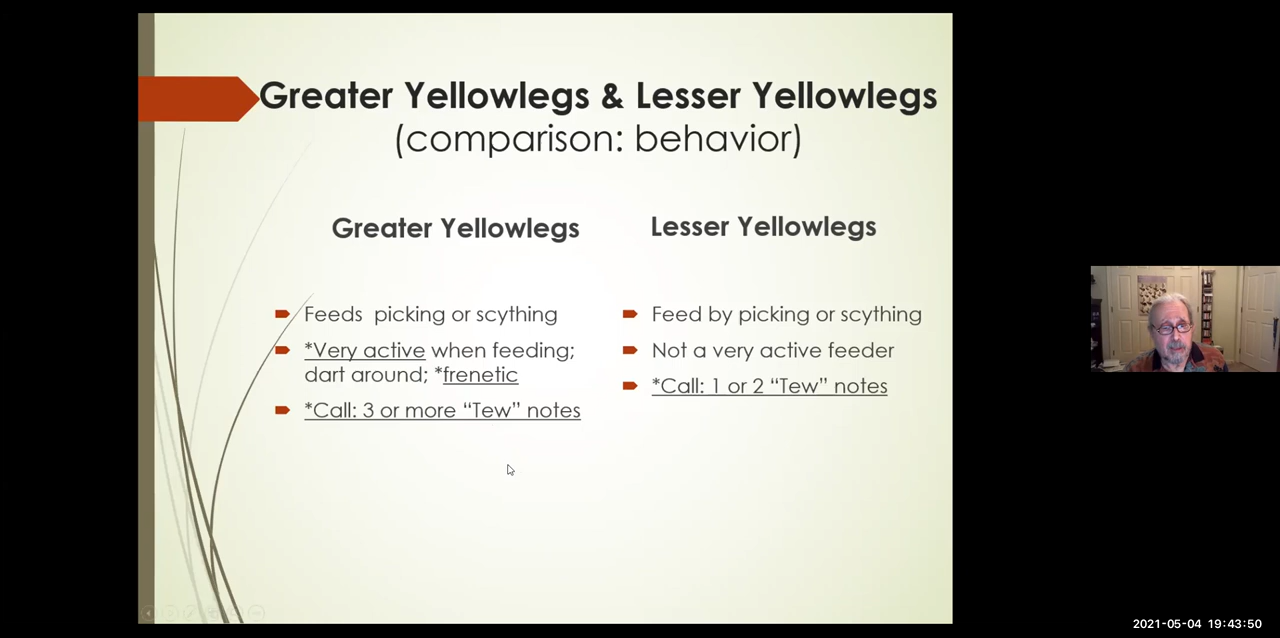 Greater Yellowlegs & Lesser Yellowlegs
(comparison: behavior)
Greater Yellowlegs
Feeds  picking or scything
*Very active when feeding;
dart around; *frenetic
*Call: 3 or more “Tew” notes
Lesser Yellowlegs
Feed by picking or scything
Not a very active feeder
*Call: 1 or 2 “Tew” notes
2021-05-04  19:43:50